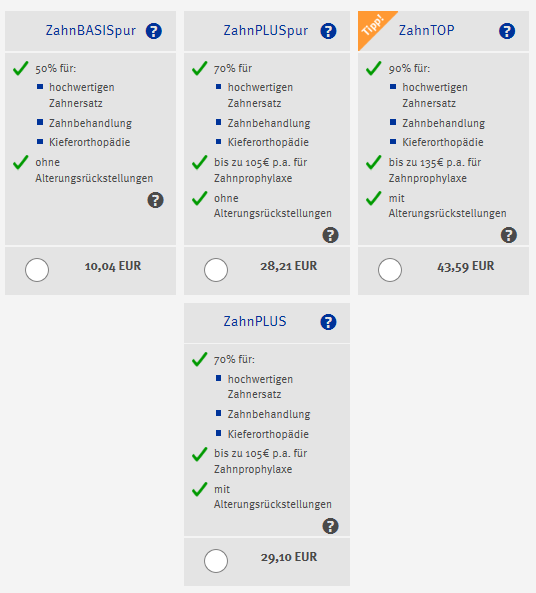 ZahnBASISpur ?
50% für:
hochwertigen
Zahnersatz
Zahnbehandlung
Kieferorthopädie
ohne
Alterungsrückstellungen
?
10,04 EUR
ZahnPLUSpur ?
70% für
hochwertigen
Zahnersatz
Zahnbehandlung
Kieferorthopädie
bis zu 105€ p.a. für
Zahnprophylaxe
ohne
Alterungsrückstellungen
?
28,21 EUR
Tipp!
ZahnTOP ?
90% für:
hochwertigen
Zahnersatz
Zahnbehandlung
Kieferorthopädie
bis zu 135€ p.a. für
Zahnprophylaxe
mit
Alterungsrückstellungen
?
43,59 EUR
ZahnPLUS ?
70% für:
hochwertigen
Zahnersatz
Zahnbehandlung
Kieferorthopädie
bis zu 105€ p.a. für
Zahnprophylaxe
mit
Alterungsrückstellungen
?
29,10 EUR